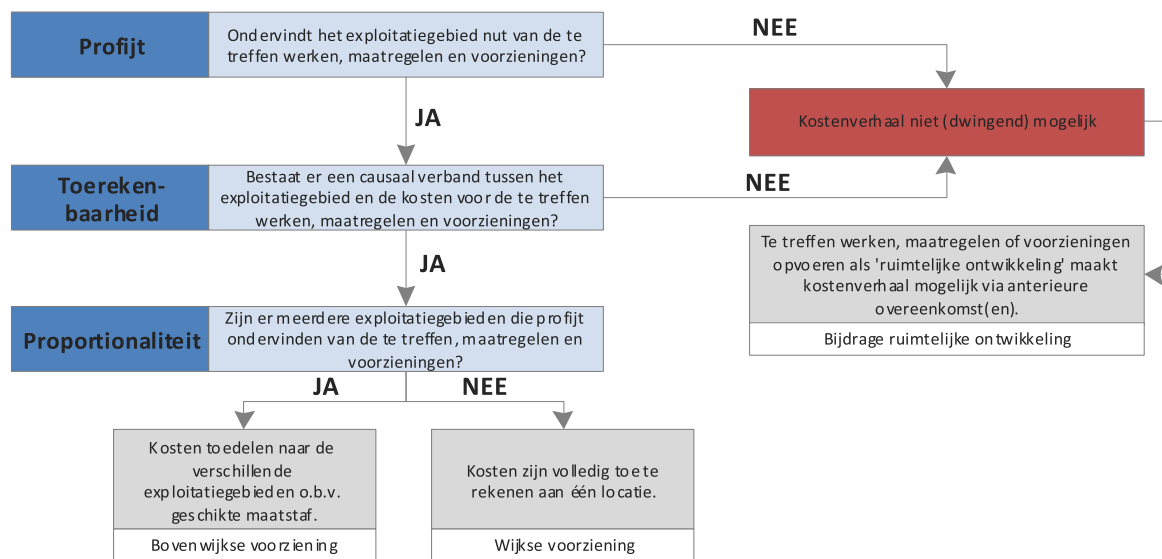 Profijt
Ondervindt het exploitatiegebied nut van de te
treffen werken, maatregelen en voorzieningen?
NEE
JA
Kostenverhaal niet (dwingend) mogelijk
Toereken-
baarheid
Bestaat er een causaal verband tussen het
exploitatiegebied en de kosten voor de te treffen
werken, maatregelen en voorzieningen?
NEE
JA
Te treffen werken, maatregelen of voorzieningen
opvoeren als 'ruimtelijke ontwikkeling' maakt
kostenverhaal mogelijk via anterieure
overeenkomst(en).
Bijdrage ruimtelijke ontwikkeling
Proportionaliteit
Zijn er meerdere exploitatiegebieden die profijt
ondervinden van de te treffen, maatregelen en
voorzieningen?
JA
NEE
Kosten toedelen naar de
verschillende
exploitatiegebieden o.b.v.
geschikte maatstaf.
Bovenwijkse voorziening
Kosten zijn volledig toe te
rekenen aan één locatie.
Wijkse voorziening